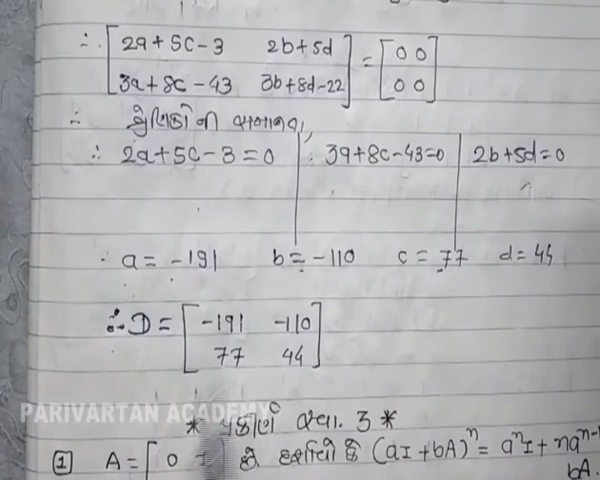 ∴ [ 2a+5c-3   2b+5d
3a+8c-43   3b+8d-22 ] = [ 0 0
0 0 ]
∴ શ્રેણિકોની સમાનતા,
∴ 2a+5c-3=0 | 3a+8c-43=0 | 2b+5d=0
∴ a = -191   b = -110   c = 77   d = 44
∴ D = [ -191   -110
77   44 ]
PARIVARTAN ACADEMY
* પ્રકીર્ણ સ્વા. 3 *
1 A = [ 0 1 દર્શાવો કે (aI+bA)ⁿ = aⁿI + naⁿ⁻¹
bA.